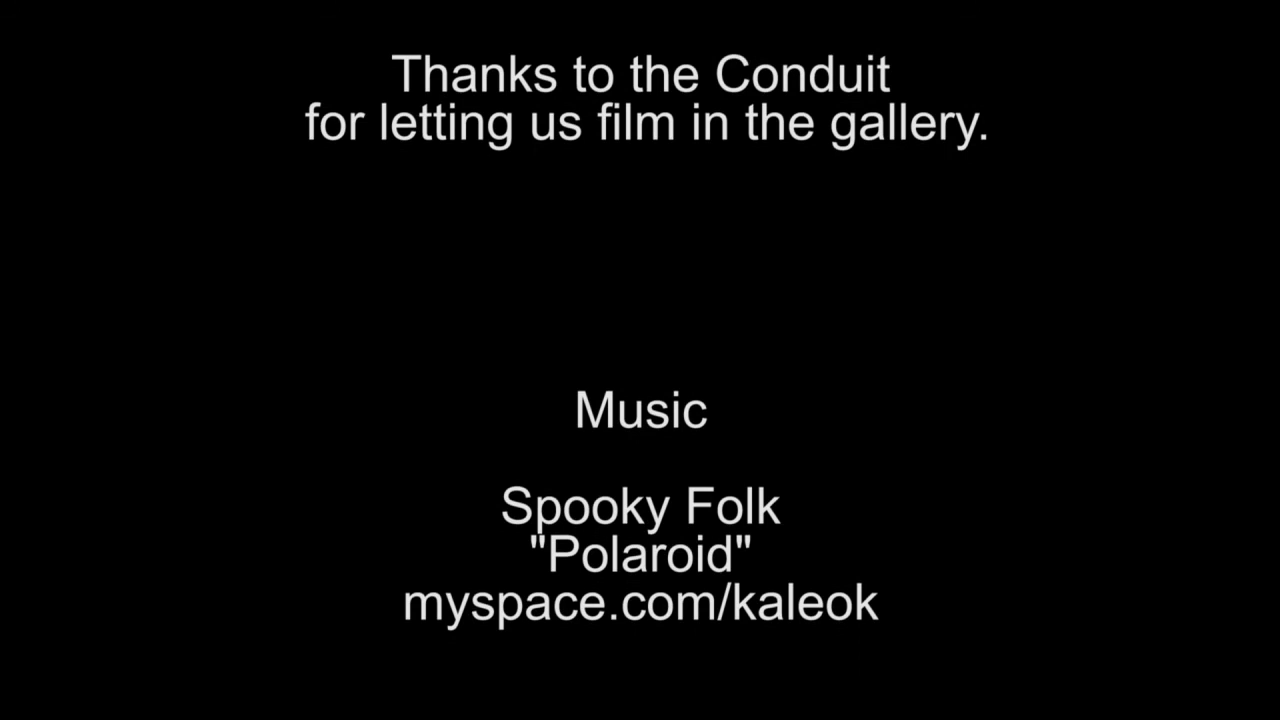 Thanks to the Conduit
for letting us film in the gallery.
Music
Spooky Folk
"Polaroid"
myspace.com/kaleok